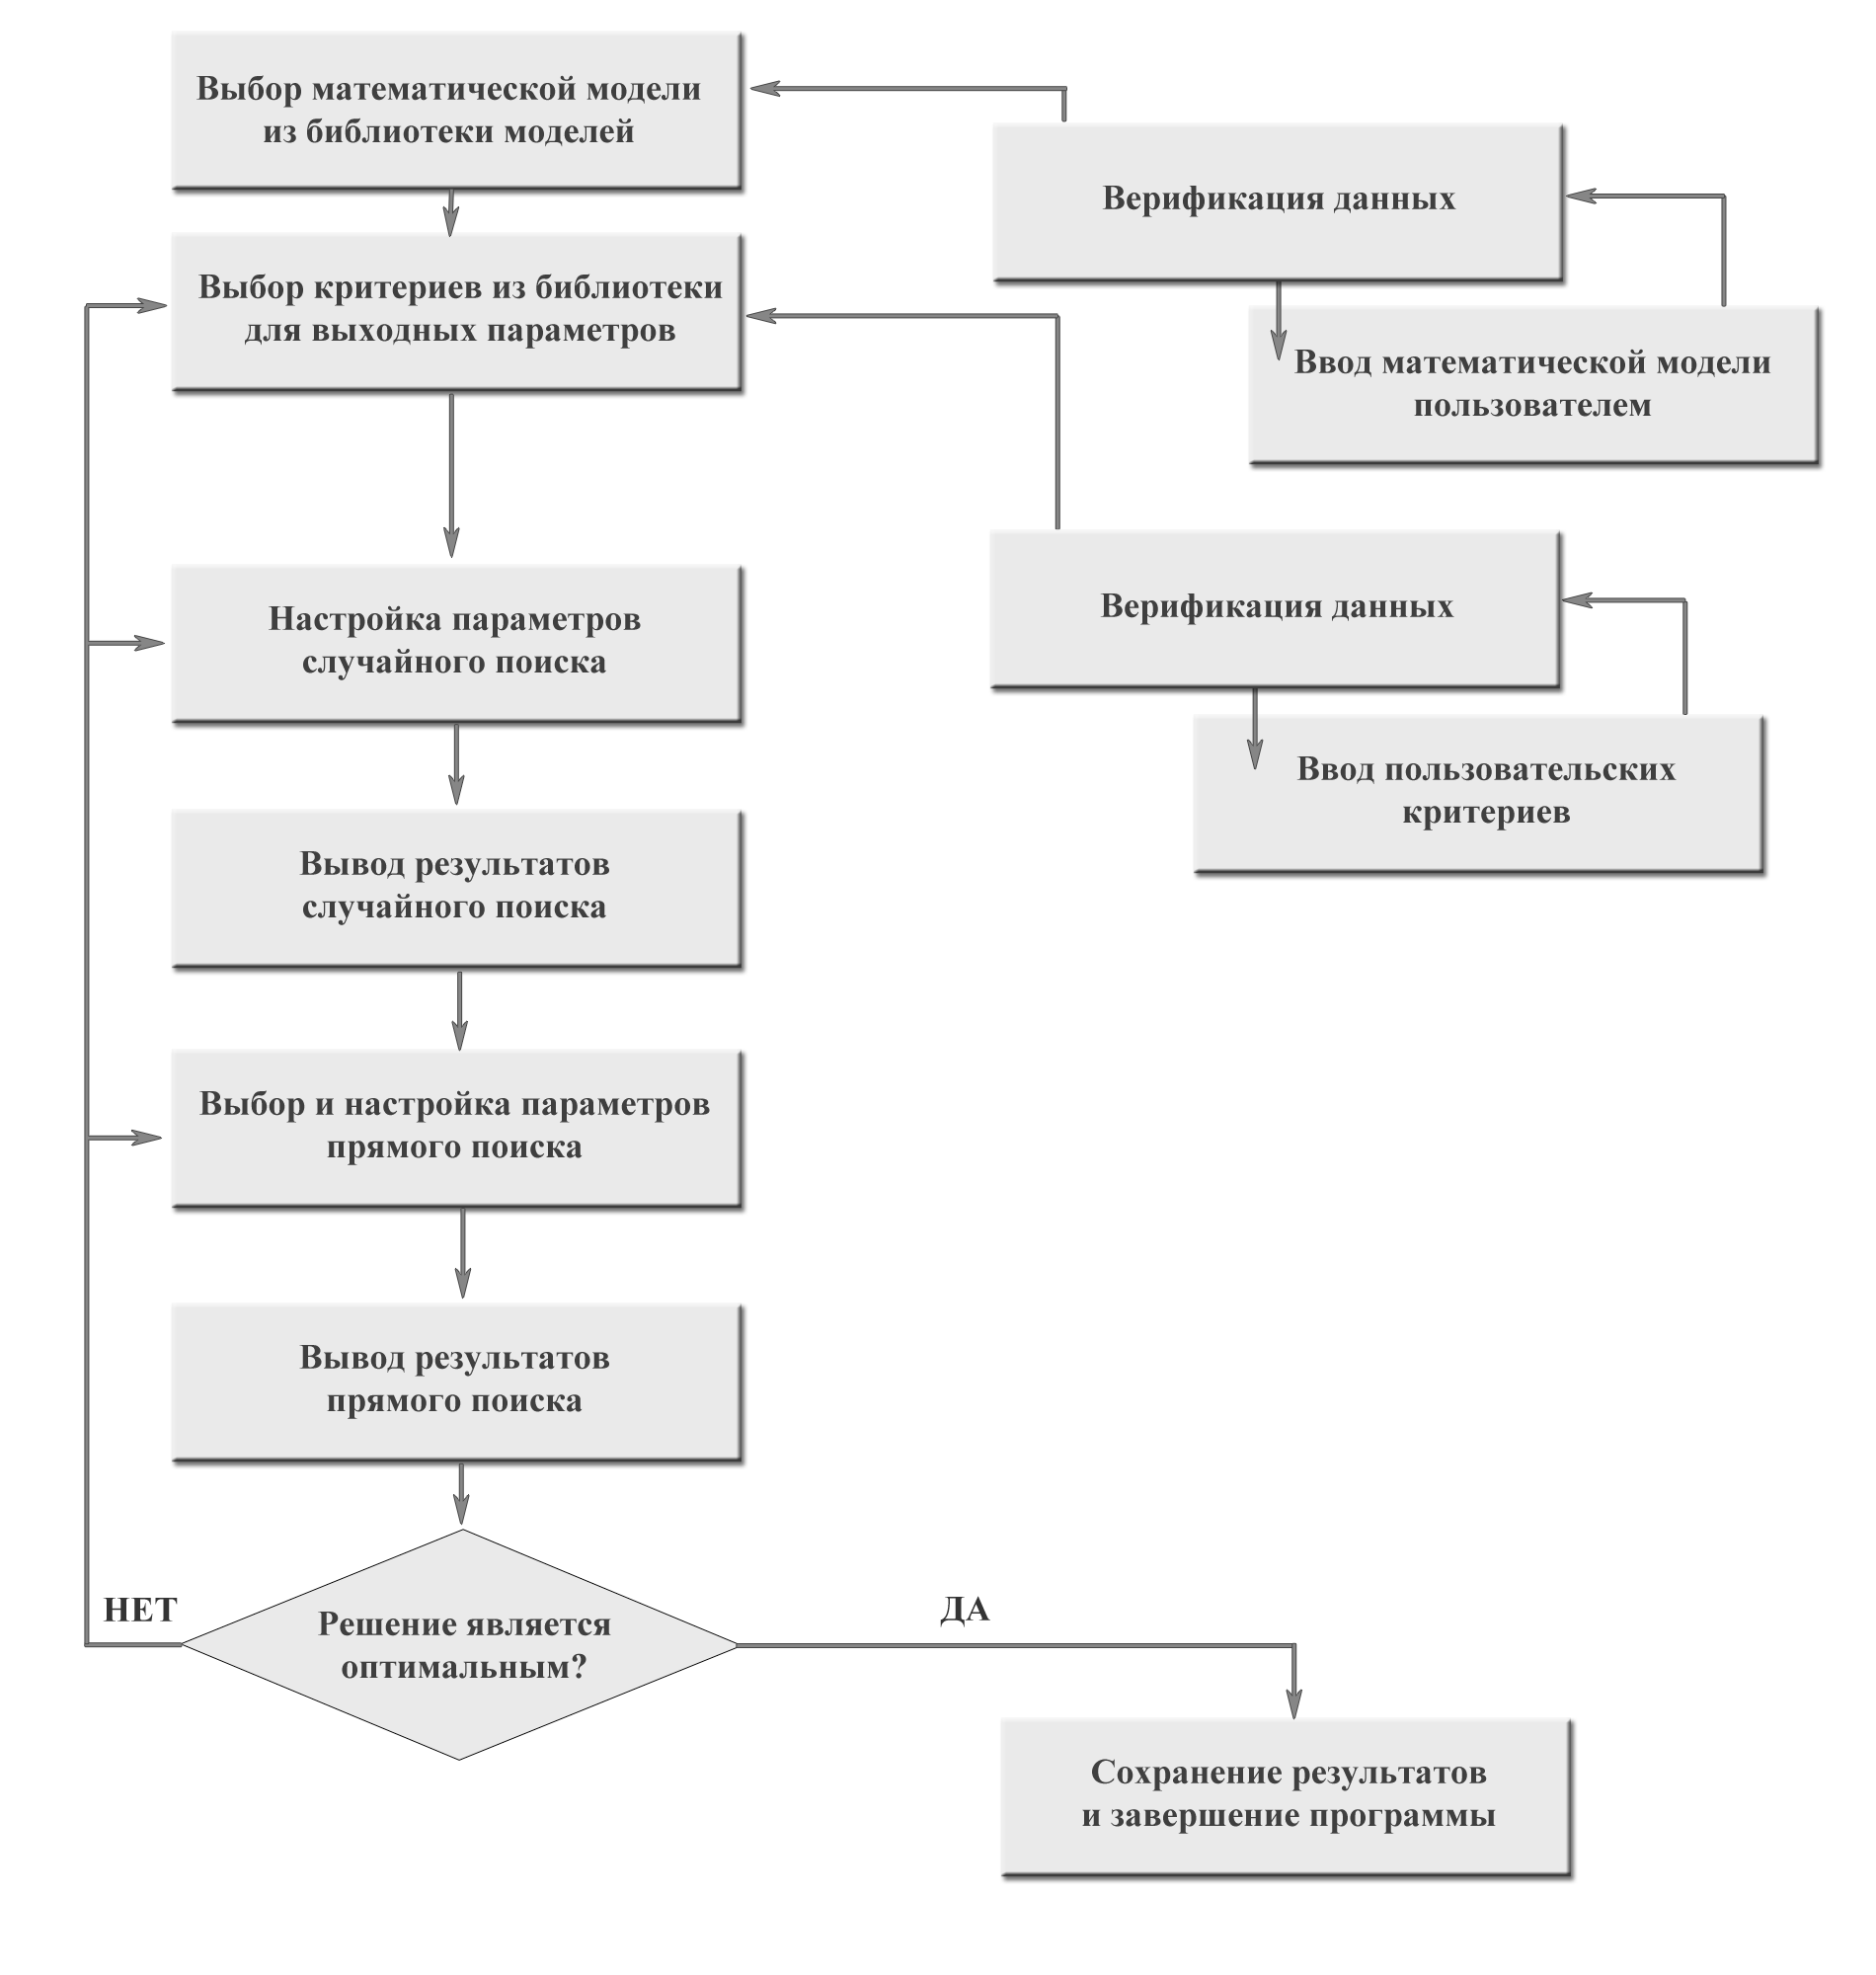 Выбор математической модели
из библиотеки моделей
Верификация данных
Выбор критериев из библиотеки
для выходных параметров
Ввод математической модели
пользователем
Настройка параметров
случайного поиска
Верификация данных
Ввод пользовательских
критериев
Вывод результатов
случайного поиска
Выбор и настройка параметров
прямого поиска
Вывод результатов
прямого поиска
НЕТ
Решение является
оптимальным?
ДА
Сохранение результатов
и завершение программы